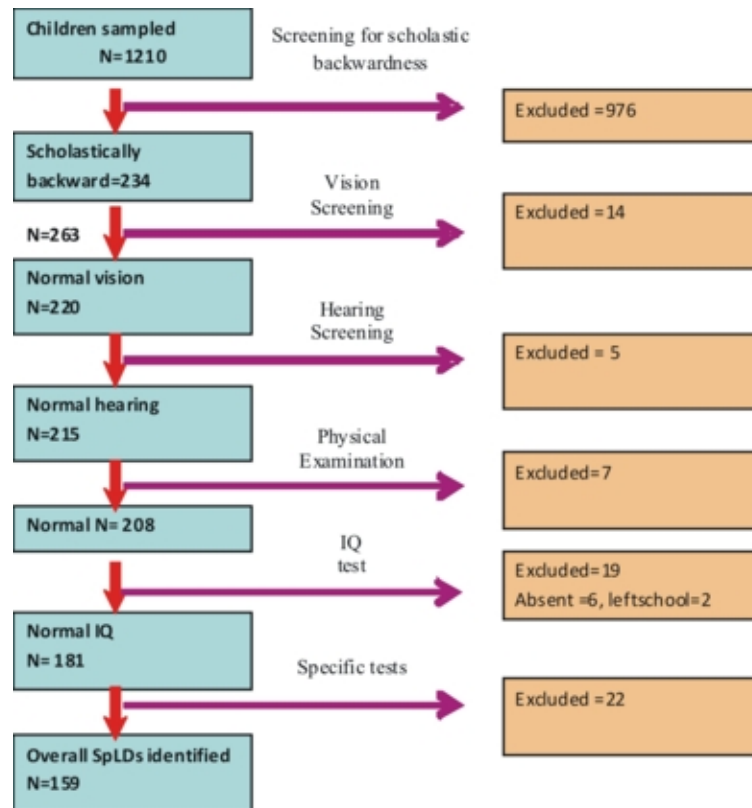 Children sampled
N=1210
Screening for scholastic
backwardness
Excluded =976
Scholastically
backward=234
Vision
Screening
Excluded =14
N=263
Normal vision
N=220
Hearing
Screening
Excluded = 5
Normal hearing
N=215
Physical
Examination
Excluded=7
Normal N= 208
IQ
test
Excluded=19
Absent =6, leftschool=2
Normal IQ
N= 181
Specific tests
Excluded =22
Overall SpLDs identified
N=159